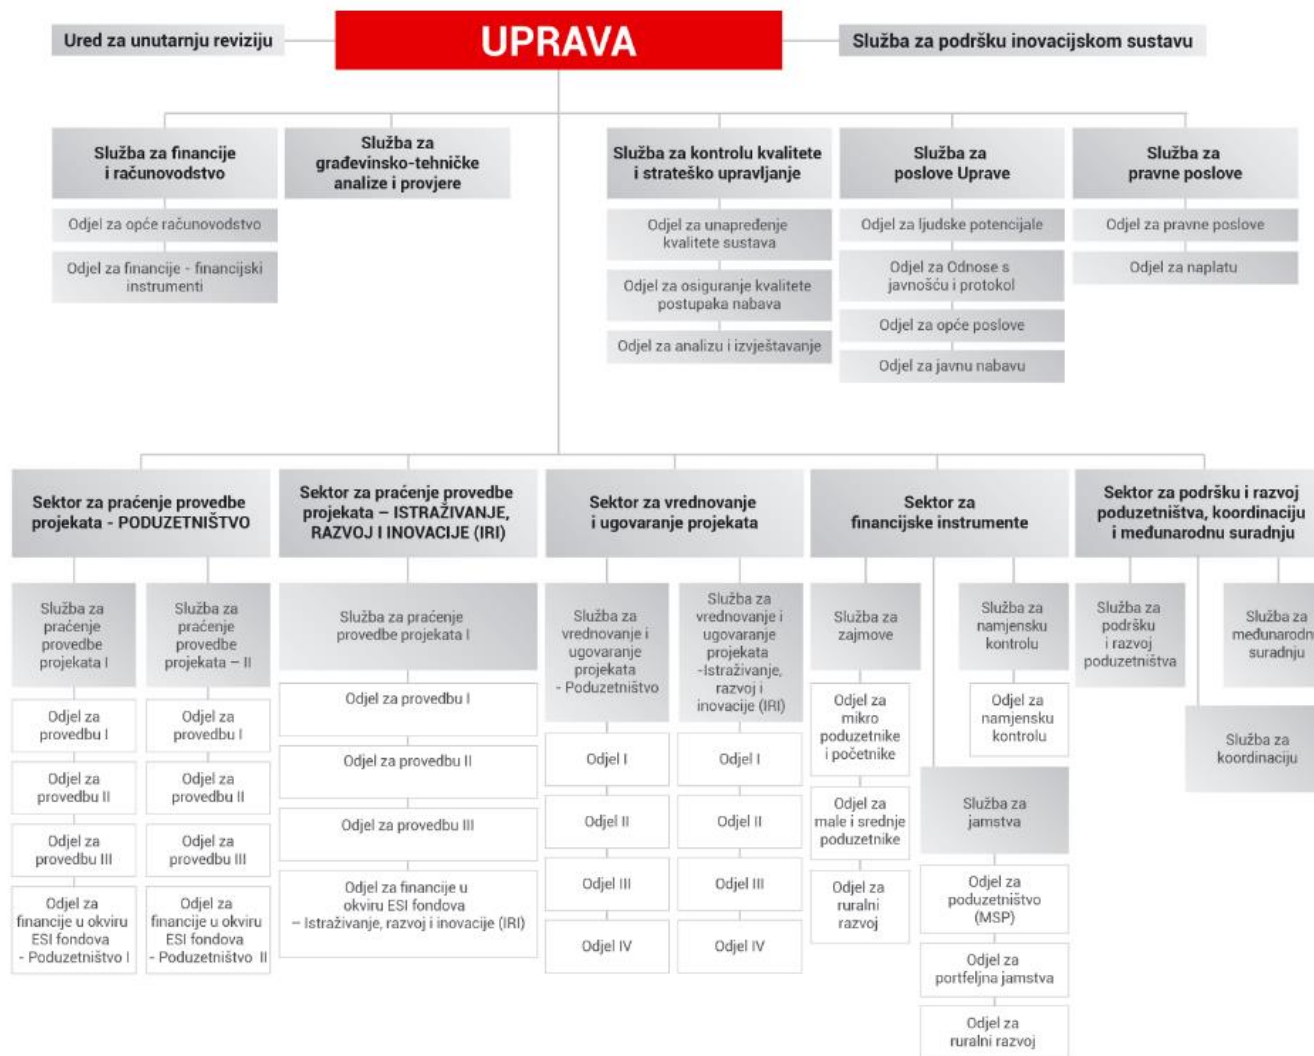 Ured za unutarnju reviziju
UPRAVA
Služba za podršku inovacijskom sustavu
Služba za financije
i računovodstvo
Odjel za opće računovodstvo
Odjel za financije - financijski
instrumenti
Služba za
građevinsko-tehničke
analize i provjere
Služba za kontrolu kvalitete
i strateško upravljanje
Odjel za unapređenje
kvalitete sustava
Odjel za osiguranje kvalitete
postupaka nabava
Odjel za analizu i izvještavanje
Služba za
poslove Uprave
Odjel za ljudske potencijale
Odjel za Odnose s
javnošću i protokol
Odjel za opće poslove
Odjel za javnu nabavu
Služba za
pravne poslove
Odjel za pravne poslove
Odjel za naplatu
Sektor za praćenje provedbe
projekata - PODUZETNIŠTVO
Služba za
praćenje
provedbe
projekata I
Odjel za
provedbu I
Odjel za
provedbu II
Odjel za
provedbu III
Odjel za
financije u okviru
ESI fondova
- Poduzetništvo I
Služba za
praćenje
provedbe
projekata – II
Odjel za
provedbu I
Odjel za
provedbu II
Odjel za
provedbu III
Odjel za
financije u okviru
ESI fondova
- Poduzetništvo II
Sektor za praćenje provedbe
projekata – ISTRAŽIVANJE,
RAZVOJ I INOVACIJE (IRI)
Služba za praćenje
provedbe projekata I
Odjel za provedbu I
Odjel za provedbu II
Odjel za provedbu III
Odjel za financije u
okviru ESI fondova
– Istraživanje, razvoj i inovacije (IRI)
Sektor za vrednovanje
i ugovaranje projekata
Služba za
vrednovanje i
ugovaranje
projekata
- Poduzetništvo
Odjel I
Odjel II
Odjel III
Odjel IV
Služba za
vrednovanje i
ugovaranje
projekata
-Istraživanje,
razvoj i
inovacije (IRI)
Odjel I
Odjel II
Odjel III
Odjel IV
Sektor za
financijske instrumente
Služba za
zajmove
Odjel za
mikro
poduzetnike
i početnike
Odjel za
male i srednje
poduzetnike
Odjel za
ruralni
razvoj
Služba za
namjensku
kontrolu
Odjel za
namjensku
kontrolu
Služba za
jamstva
Odjel za
poduzetništvo
(MSP)
Odjel za
portfeljna jamstva
Odjel za
ruralni razvoj
Sektor za podršku i razvoj
poduzetništva, koordinaciju
i međunarodnu suradnju
Služba za
podršku
i razvoj
poduzetništva
Služba za
međunarodn
suradnju
Služba za
koordinaciju